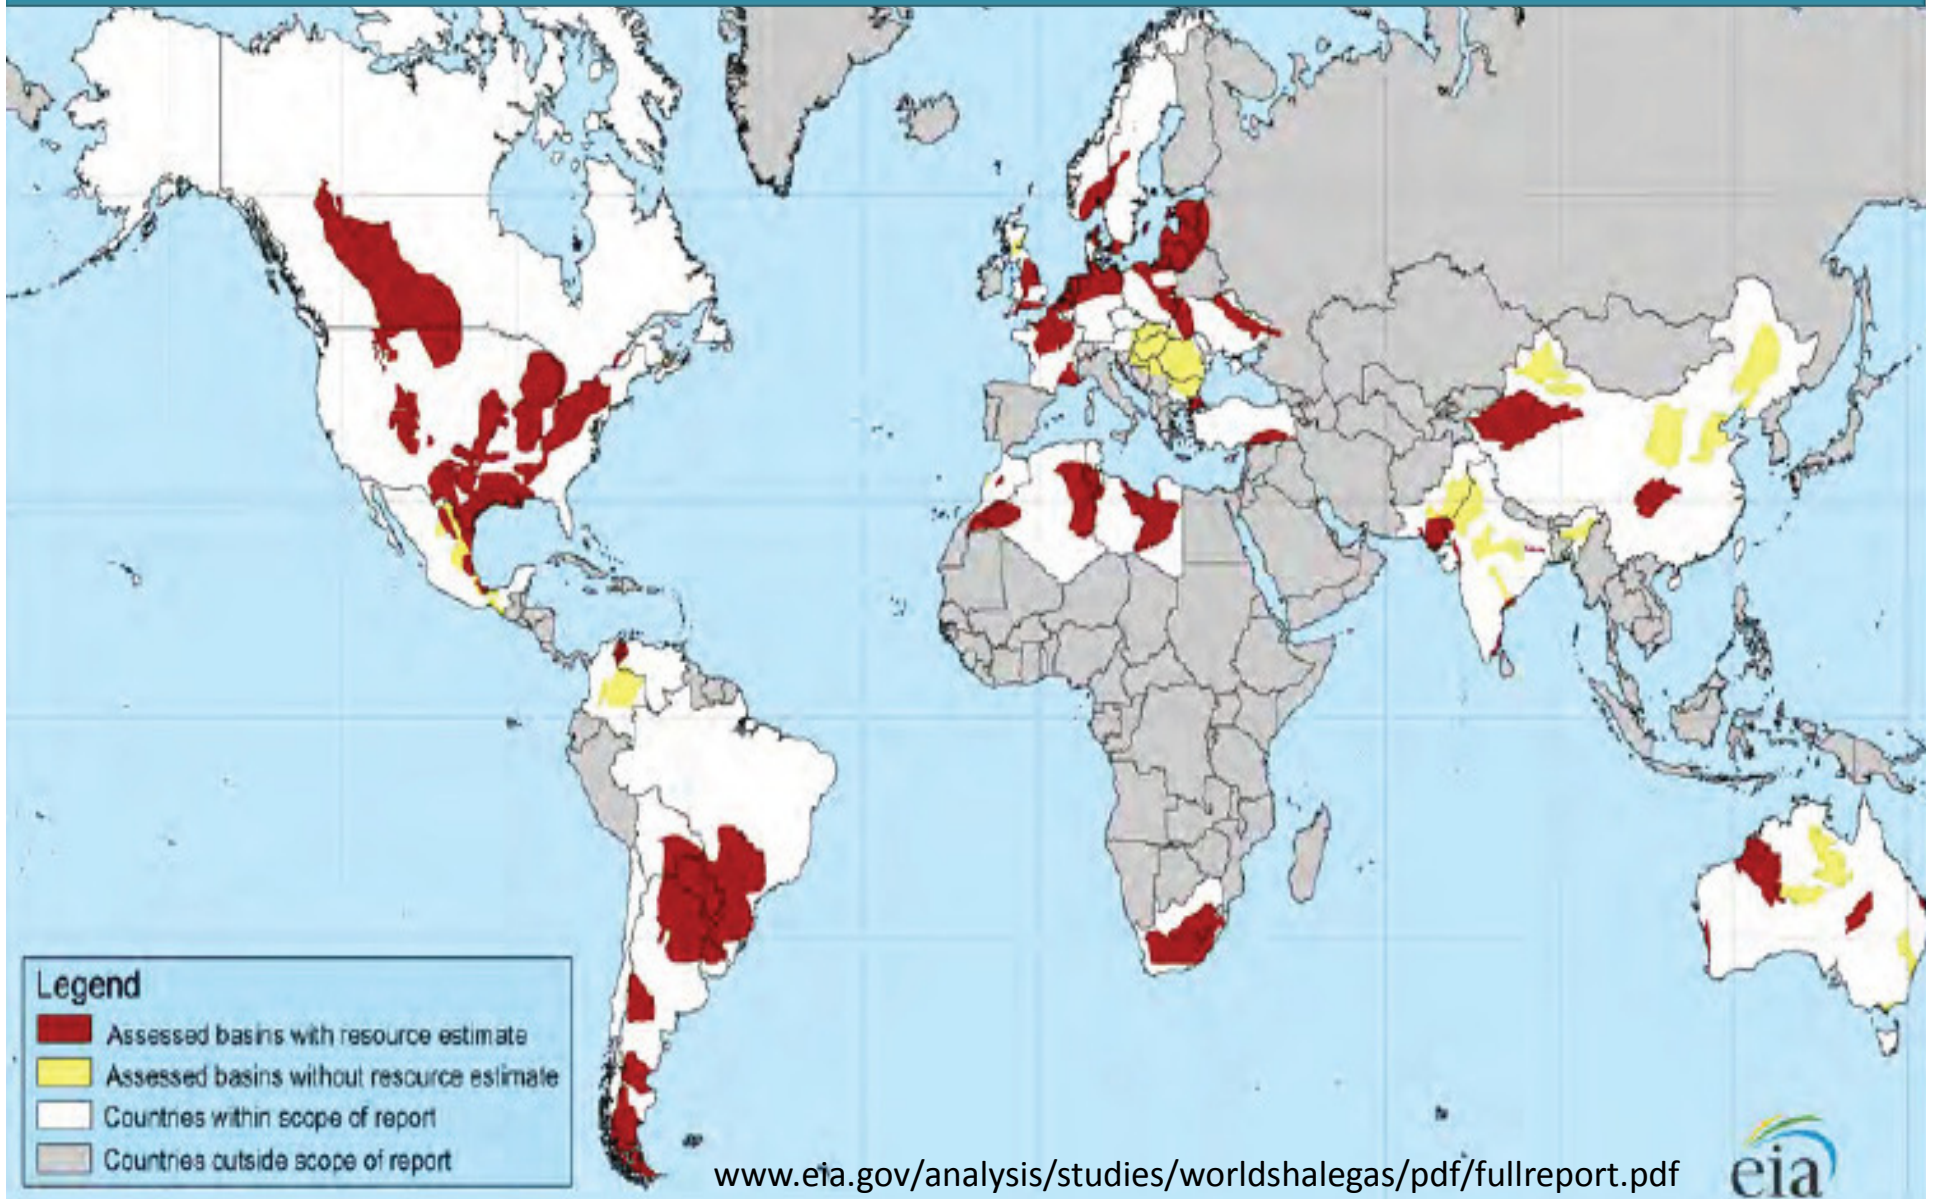 Legend
Assessed basins with resource estimate
Assessed basins without resource estimate
Countries within scope of report
Countries outside scope of report
www.eia.gov/analysis/studies/worldshalegas/pdf/fullreport.pdf
eia